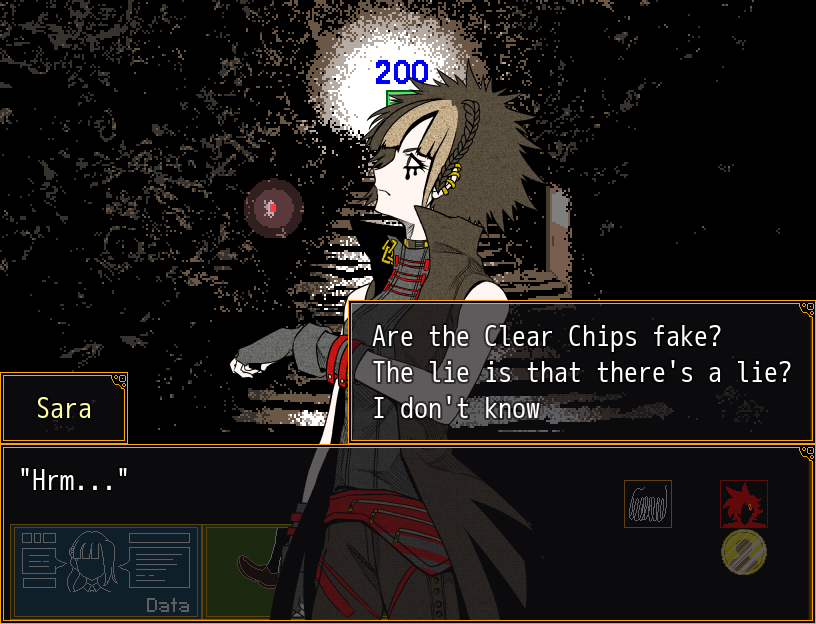 200
Are the Clear Chips fake?
The lie is that there's a lie?
I don't know
Sara
"Hrm..."
Data